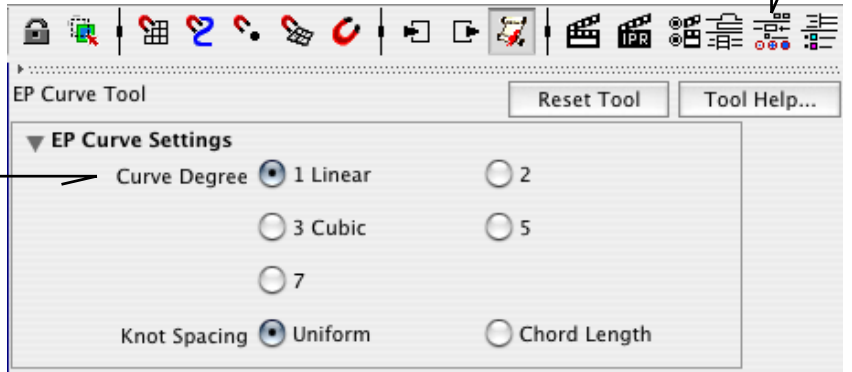 IPR
EP Curve Tool Reset Tool Tool Help...
EP Curve Settings
Curve Degree 1 Linear 2
3 Cubic 5
7
Knot Spacing Uniform Chord Length